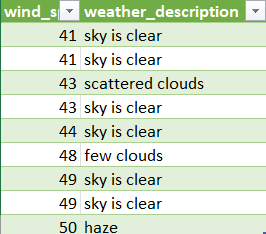 wind_s weather_description
41 sky is clear
41 sky is clear
43 scattered clouds
43 sky is clear
44 sky is clear
48 few clouds
49 sky is clear
49 sky is clear
50 haze